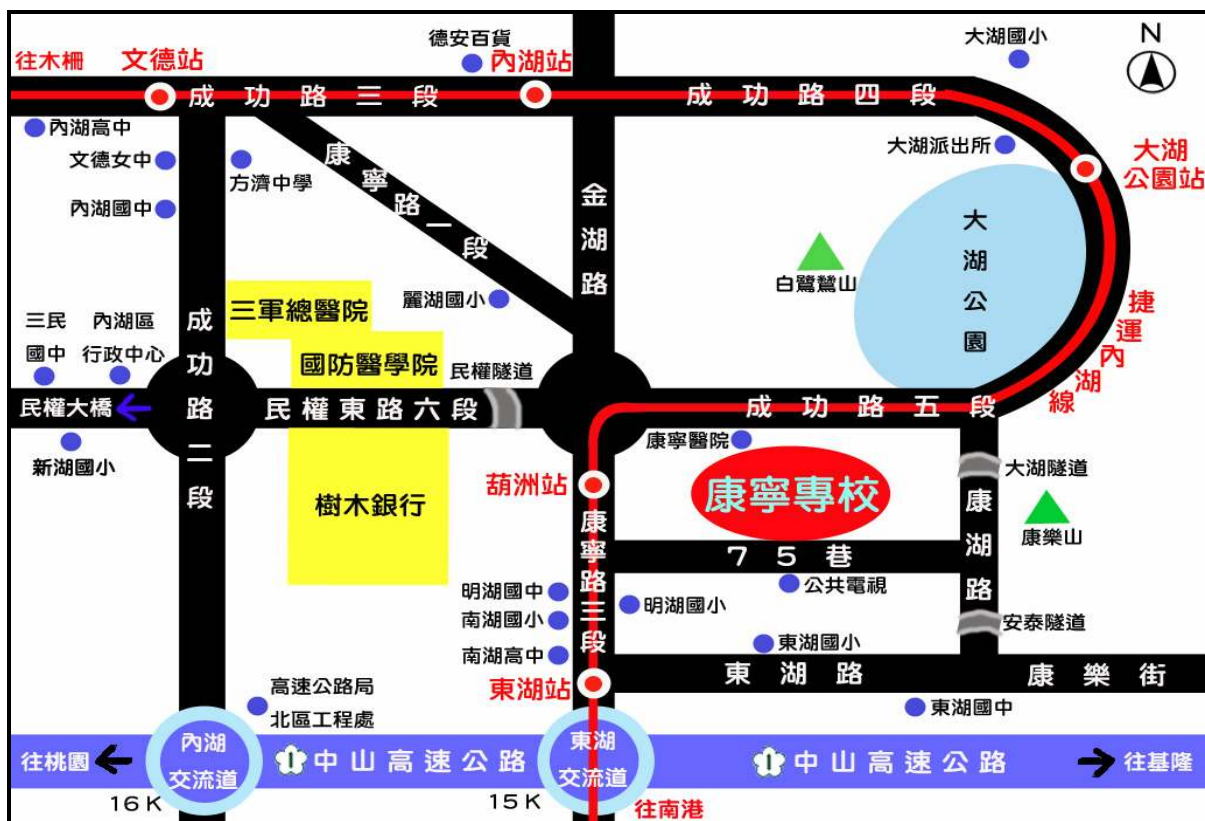 德安百貨
大湖國小
N
往木柵
文德站
內湖站
成功路三段
成功路四段
內湖高中
文德女中
方濟中學
內湖國中
康寧路一段
金湖路
大湖派出所
大湖
公園站
大湖公園
白鷺鷥山
麗湖國小
捷運內湖線
三軍總醫院
國防醫學院
三民
國中
內湖區
行政中心
成功路二段
民權隧道
民權大橋
民權東路六段
成功路五段
新湖國小
康寧醫院
大湖隧道
葫洲站
康寧專校
樹木銀行
康寧路三段
康湖路
康樂山
75巷
明湖國中
公共電視
明湖國小
南湖國小
安泰隧道
東湖國小
南湖高中
東湖站
東湖路
康樂街
高速公路局
北區工程處
東湖國中
往桃園
內湖
交流道
1
中山高速公路
東湖
交流道
1
中山高速公路
往基隆
16K
15K
往南港